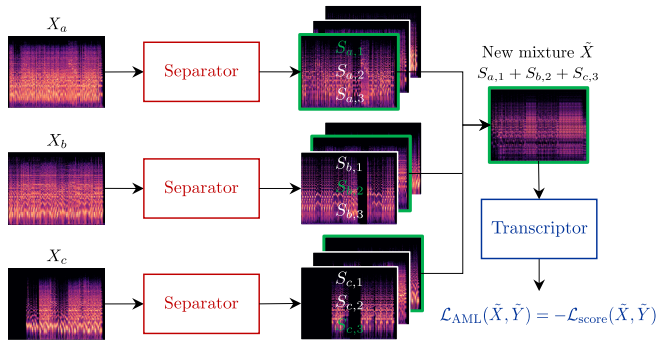 X_a
Separator
S_{a,1}
S_{a,2}
S_{a,3}
New mixture X̃
S_{a,1} + S_{b,2} + S_{c,3}
X_b
Separator
S_{b,1}
S_{b,2}
S_{b,3}
Transcriptor
X_c
Separator
S_{c,1}
S_{c,2}
S_{c,3}
ℒ_AML(X̃, Ỹ) = −ℒ_score(X̃, Ỹ)